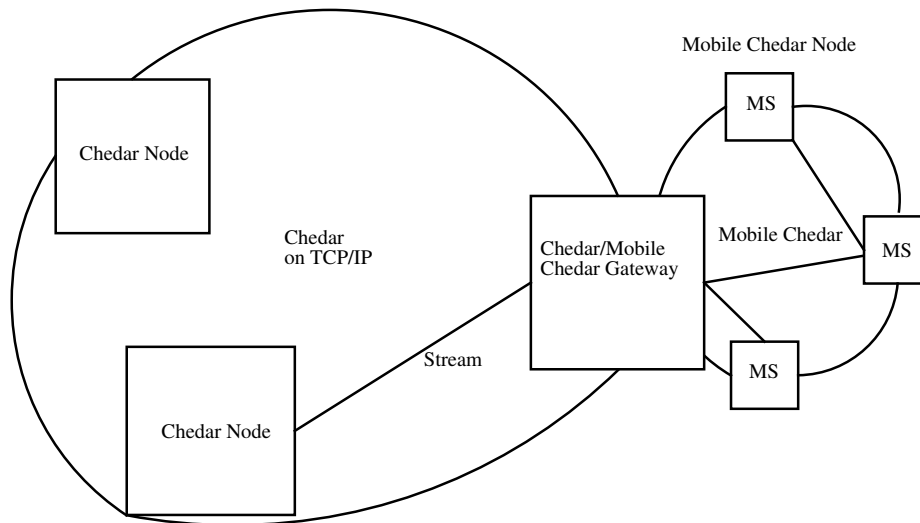 Mobile Chedar Node
MS
Chedar Node
Chedar
on TCP/IP
Chedar/Mobile
Chedar Gateway
Mobile Chedar
MS
Stream
MS
Chedar Node